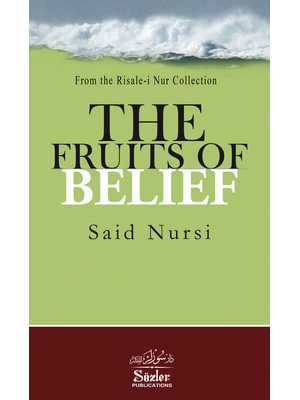 From the Risale-i Nur Collection
THE
FRUITS OF
BELIEF
Said Nursi
Sözler
PUBLICATIONS